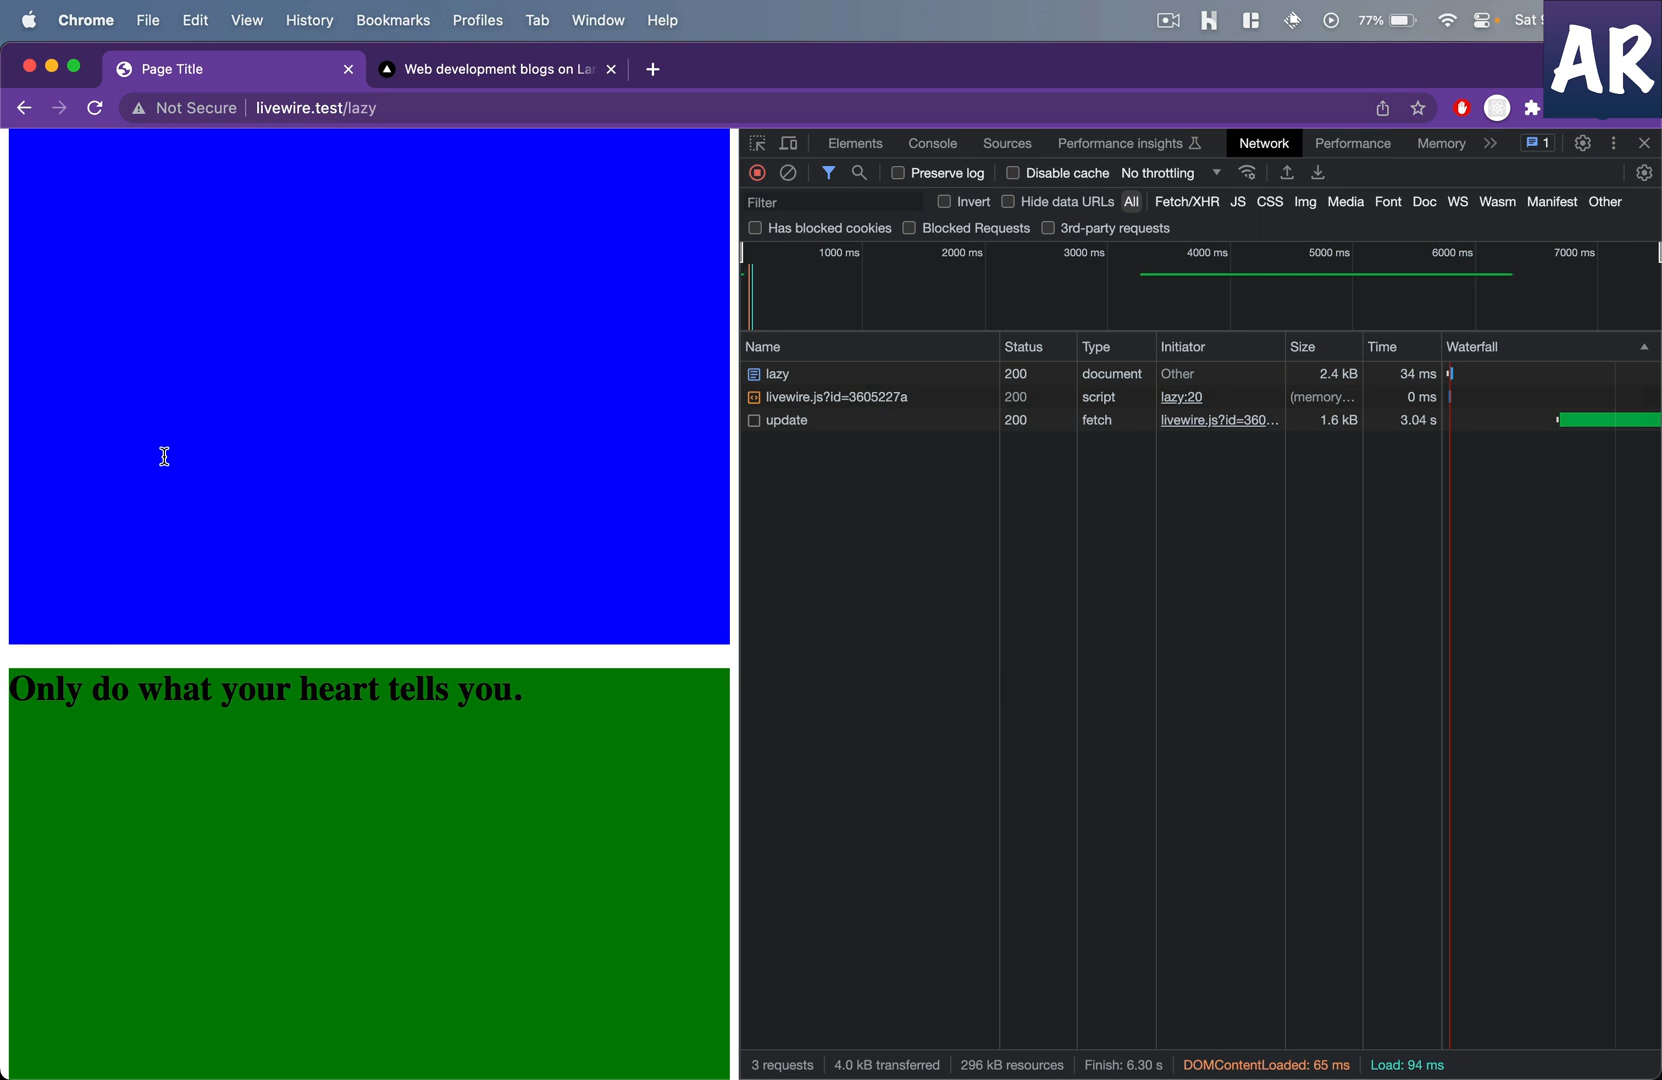 Chrome File Edit View History Bookmarks Profiles Tab Window Help 77% Sat
AR
Page Title
Web development blogs on La
Not Secure livewire.test/lazy
Elements Console Sources Performance insights Network Performance Memory 1
Preserve log Disable cache No throttling
Filter Invert Hide data URLs All Fetch/XHR JS CSS Img Media Font Doc WS Wasm Manifest Other
Has blocked cookies Blocked Requests 3rd-party requests
1000 ms 2000 ms 3000 ms 4000 ms 5000 ms 6000 ms 7000 ms
Name Status Type Initiator Size Time Waterfall
lazy 200 document Other 2.4 kB 34 ms
livewire.js?id=3605227a 200 script lazy:20 (memory... 0 ms
update 200 fetch livewire.js?id=360... 1.6 kB 3.04 s
Only do what your heart tells you.
3 requests 4.0 kB transferred 296 kB resources Finish: 6.30 s DOMContentLoaded: 65 ms Load: 94 ms